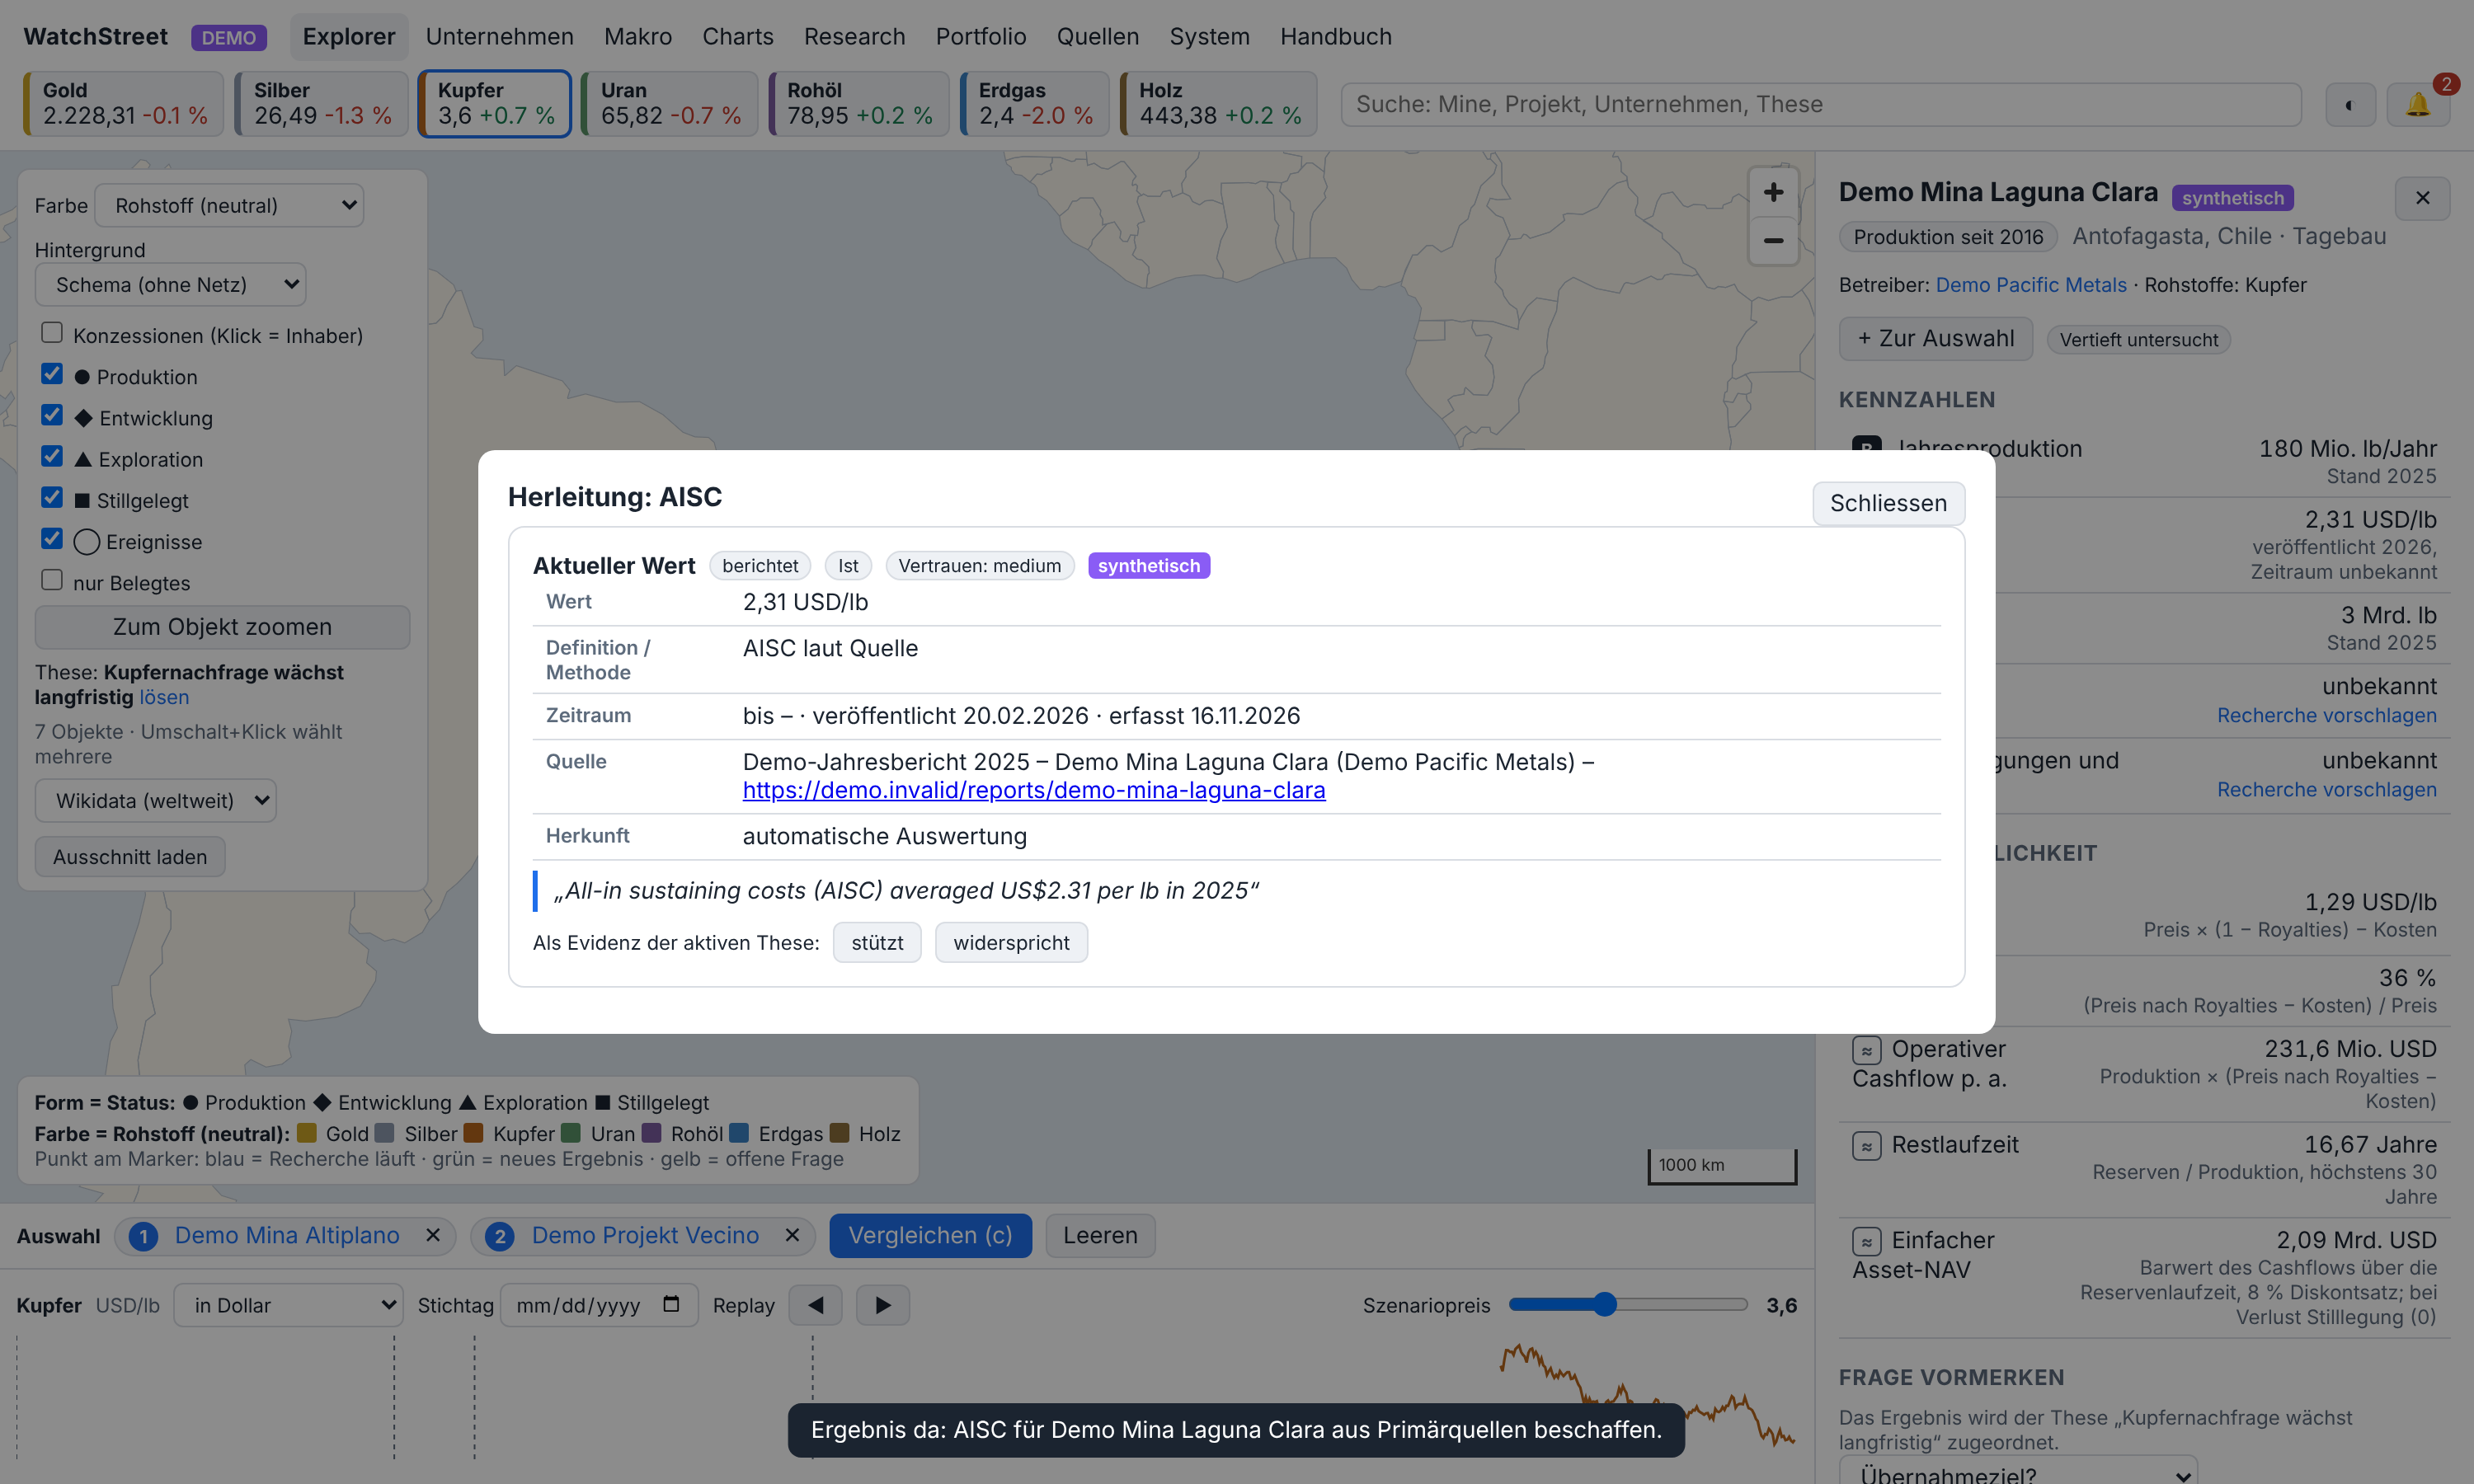 WatchStreet DEMO Explorer Unternehmen Makro Charts Research Portfolio Quellen System Handbuch
Gold
2.228,31 -0.1 %
Silber
26,49 -1.3 %
Kupfer
3,6 +0.7 %
Uran
65,82 -0.7 %
Rohöl
78,95 +0.2 %
Erdgas
2,4 -2.0 %
Holz
443,38 +0.2 %
Suche: Mine, Projekt, Unternehmen, These
2
Farbe Rohstoff (neutral)
Hintergrund
Schema (ohne Netz)
Konzessionen (Klick = Inhaber)
Produktion
Entwicklung
Exploration
Stillgelegt
Ereignisse
nur Belegtes
Zum Objekt zoomen
These: Kupfernachfrage wächst
langfristig lösen
7 Objekte · Umschalt+Klick wählt
mehrere
Wikidata (weltweit)
Ausschnitt laden
Form = Status: ● Produktion ◆ Entwicklung ▲ Exploration ■ Stillgelegt
Farbe = Rohstoff (neutral): Gold Silber Kupfer Uran Rohöl Erdgas Holz
Punkt am Marker: blau = Recherche läuft · grün = neues Ergebnis · gelb = offene Frage
1000 km
Herleitung: AISC
Schliessen
Aktueller Wert berichtet Ist Vertrauen: medium synthetisch
Wert 2,31 USD/lb
Definition / Methode AISC laut Quelle
Zeitraum bis – · veröffentlicht 20.02.2026 · erfasst 16.11.2026
Quelle Demo-Jahresbericht 2025 – Demo Mina Laguna Clara (Demo Pacific Metals) –
https://demo.invalid/reports/demo-mina-laguna-clara
Herkunft automatische Auswertung
„All-in sustaining costs (AISC) averaged US$2.31 per lb in 2025“
Als Evidenz der aktiven These: stützt widerspricht
Demo Mina Laguna Clara synthetisch
Produktion seit 2016 Antofagasta, Chile · Tagebau
Betreiber: Demo Pacific Metals · Rohstoffe: Kupfer
+ Zur Auswahl Vertieft untersucht
KENNZAHLEN
Jahresproduktion 180 Mio. lb/Jahr
Stand 2025
2,31 USD/lb
veröffentlicht 2026,
Zeitraum unbekannt
3 Mrd. lb
Stand 2025
unbekannt
Recherche vorschlagen
gungen und unbekannt
Recherche vorschlagen
LICHKEIT
1,29 USD/lb
Preis × (1 − Royalties) − Kosten
36 %
(Preis nach Royalties − Kosten) / Preis
≈ Operativer Cashflow p. a. 231,6 Mio. USD
Produktion × (Preis nach Royalties −
Kosten)
≈ Restlaufzeit 16,67 Jahre
Reserven / Produktion, höchstens 30
Jahre
≈ Einfacher Asset-NAV 2,09 Mrd. USD
Barwert des Cashflows über die
Reservenlaufzeit, 8 % Diskontsatz; bei
Verlust Stilllegung (0)
FRAGE VORMERKEN
Das Ergebnis wird der These „Kupfernachfrage wächst
langfristig“ zugeordnet.
Übernahmeziel?
Auswahl 1 Demo Mina Altiplano ✕ 2 Demo Projekt Vecino ✕ Vergleichen (c) Leeren
Kupfer USD/lb in Dollar Stichtag mm/dd/yyyy Replay ◀ ▶ Szenariopreis 3,6
Ergebnis da: AISC für Demo Mina Laguna Clara aus Primärquellen beschaffen.